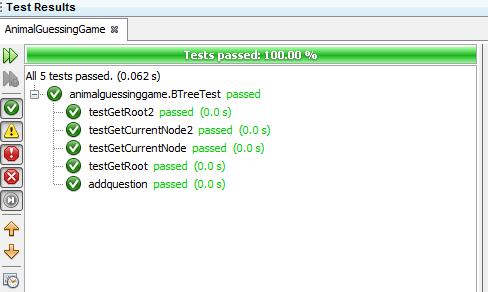 Test Results
AnimalGuessingGame
Tests passed: 100.00 %
All 5 tests passed. (0.062 s)
animalguessinggame.BTreeTest passed
testGetRoot2 passed (0.0 s)
testGetCurrentNode2 passed (0.0 s)
testGetCurrentNode passed (0.0 s)
testGetRoot passed (0.0 s)
addquestion passed (0.0 s)